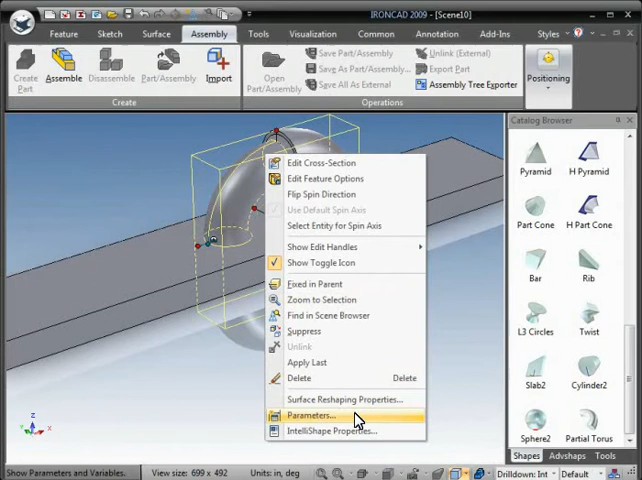 IRONCAD 2009 - [Scene10]
Feature Sketch Surface Assembly Tools Visualization Common Add-Ins Styles
Create Part
Assemble
Disassemble
Part/Assembly
Import
Create
Open Part/Assembly
Save Part/Assembly
Save As Part/Assembly...
Save All As External
Unlink (External)
Export Part
Assembly Tree Exporter
Operations
Positioning
Catalog Browser
Pyramid H Pyramid
Part Cone H Part Cone
Bar Rib
L3 Circles Twist
Slab2 Cylinder2
Sphere2 Partial Torus
Shapes Advshaps Tools
Edit Cross-Section
Edit Feature Options
Flip Spin Direction
Use Default Spin Axis
Select Entity for Spin Axis
Show Edit Handles
Show Toggle Icon
Fixed in Parent
Zoom to Selection
Find in Scene Browser
Suppress
Unlink
Apply Last
Delete Delete
Surface Reshaping Properties...
Parameters...
IntelliShape Properties...
Z
X
Show Parameters and Variables. View size: 699 x 492 Units: in, deg Drilldown: Int Default